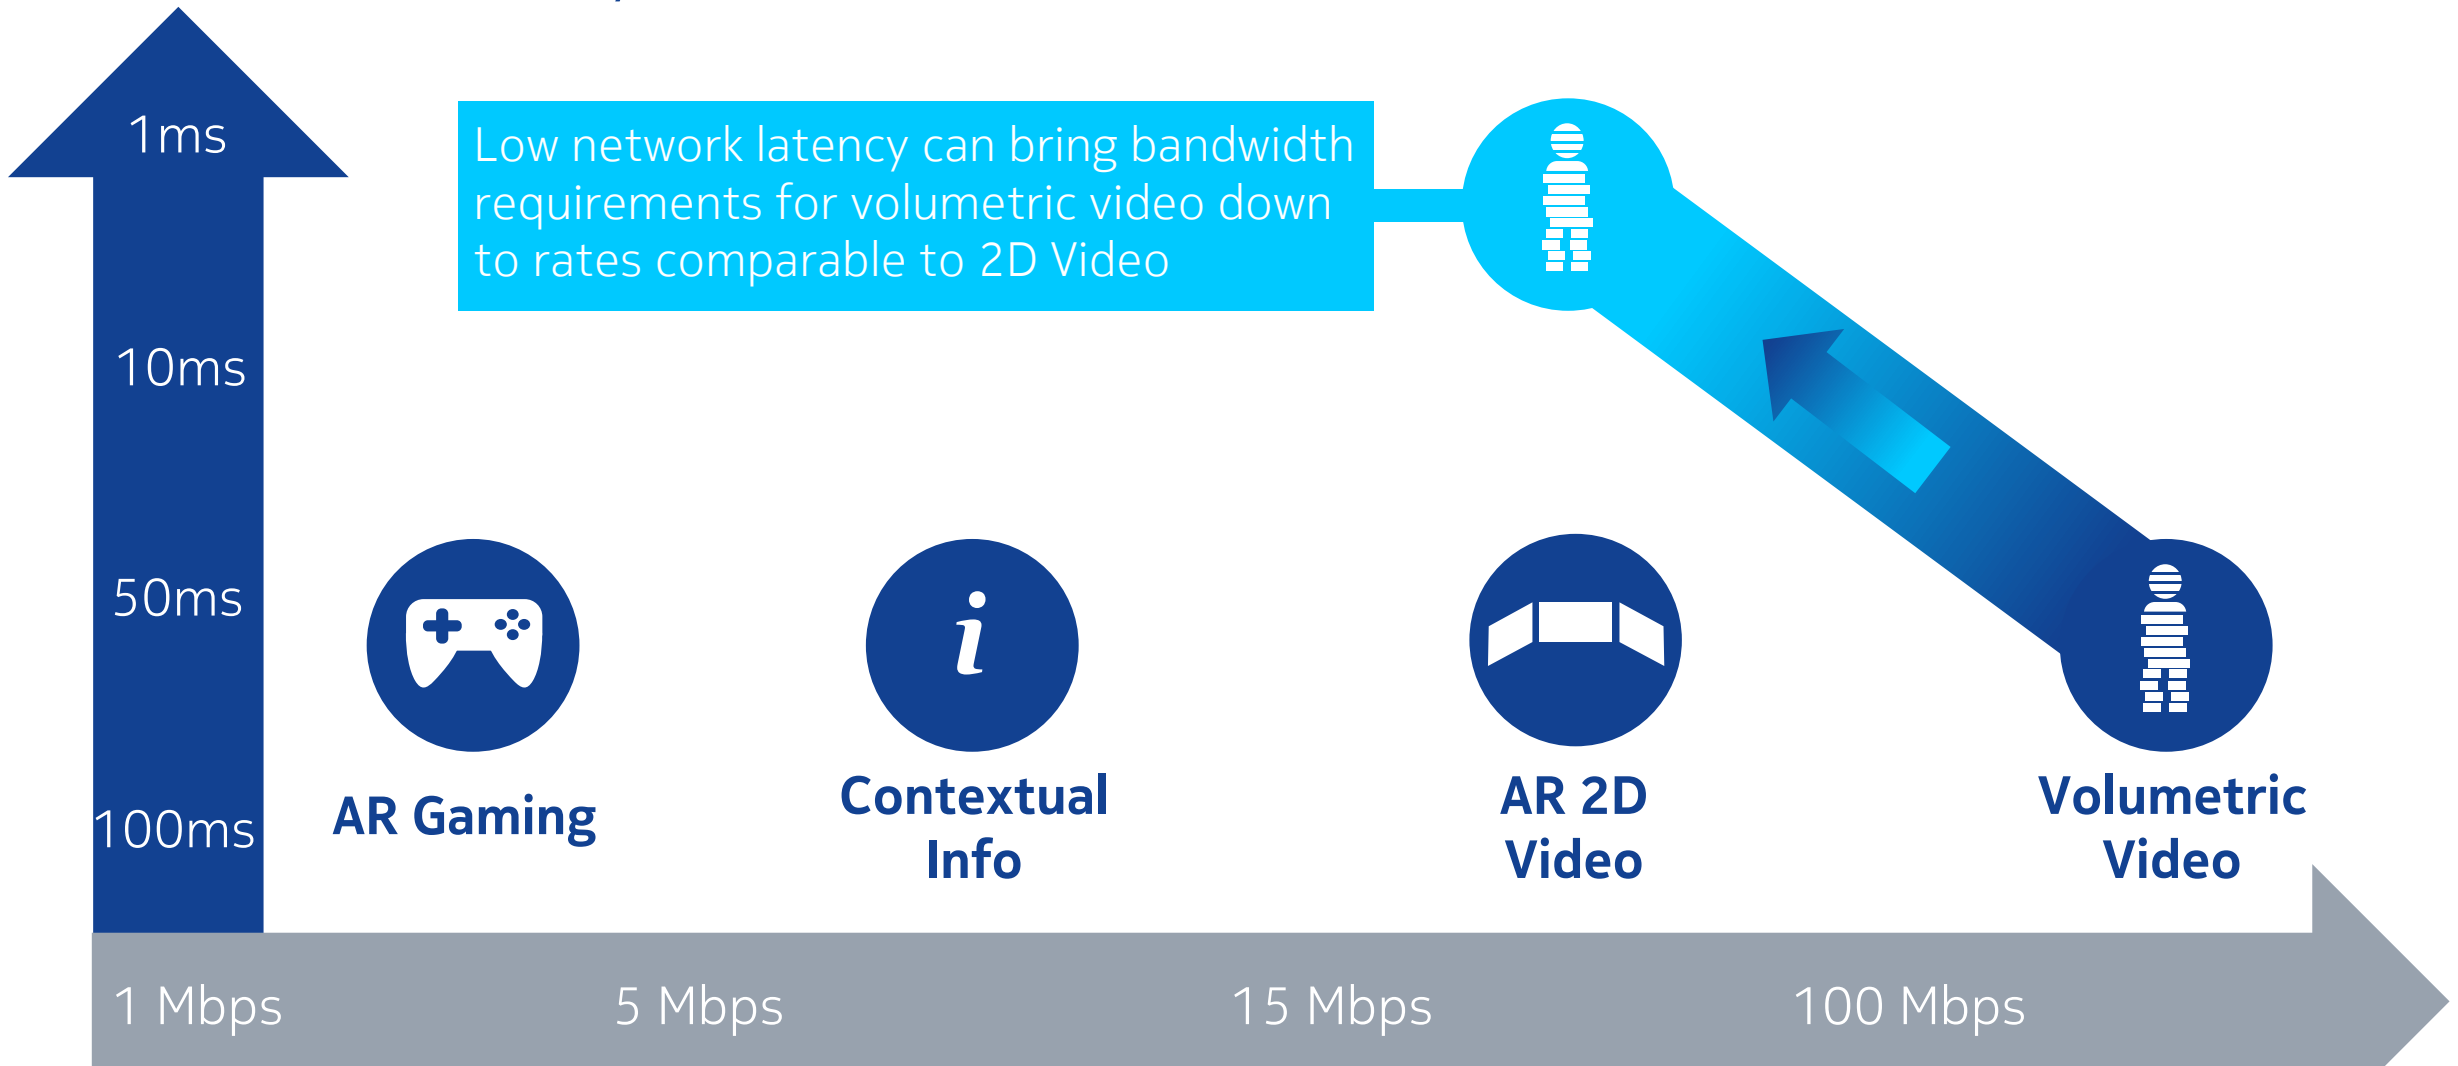 1ms
10ms
50ms
100ms
Low network latency can bring bandwidth
requirements for volumetric video down
to rates comparable to 2D Video
i
AR Gaming
Contextual
Info
AR 2D
Video
Volumetric
Video
1 Mbps
5 Mbps
15 Mbps
100 Mbps